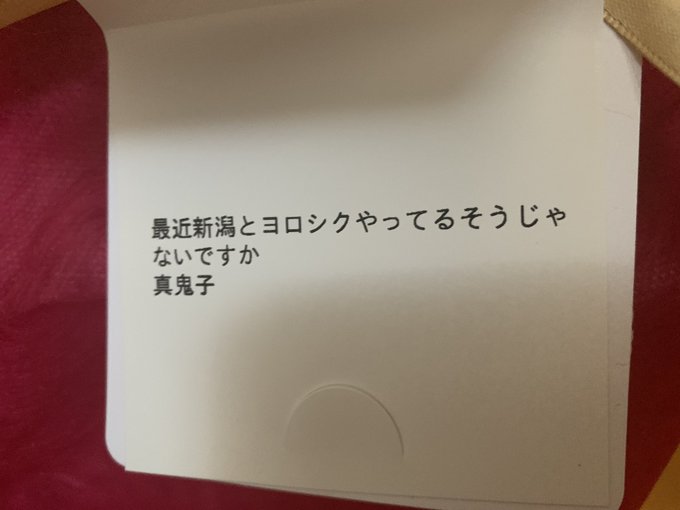 最近新潟とヨロシクやってるそうじゃ
ないですか
真鬼子